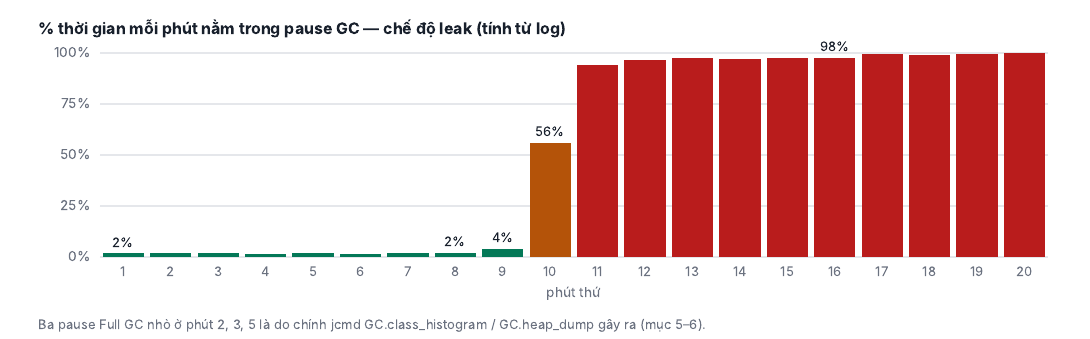 % thời gian mỗi phút nằm trong pause GC — chế độ leak (tính từ log)
100%
98%
75%
56%
50%
25%
2%
2%
4%
0%
1 2 3 4 5 6 7 8 9 10 11 12 13 14 15 16 17 18 19 20
phút thứ
Ba pause Full GC nhỏ ở phút 2, 3, 5 là do chính jcmd GC.class_histogram / GC.heap_dump gây ra (mục 5–6).